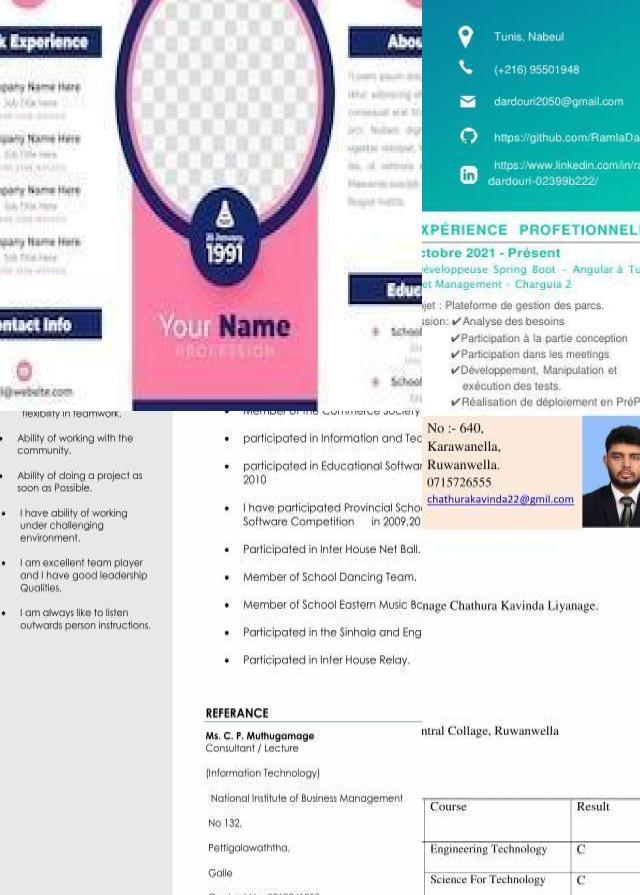 k Experience
pany Name Here
Job Title Here
pany Name Here
Job Title Here
pany Name Here
pany Name Here
ntact Info
l@website.com
1991
Your Name
PROFESSION
Abou
Educ
School
School
Tunis, Nabeul
(+216) 95501948
dardouri2050@gmail.com
https://github.com/RamlaDa
https://www.linkedin.com/in/ra
dardouri-02399b222/
XPÉRIENCE PROFETIONNEL
ctobre 2021 - Présent
Développeuse Spring Boot - Angular à Tu
et Management - Charguia 2
jet : Plateforme de gestion des parcs.
ssion: ✔Analyse des besoins
✔Participation à la partie conception
✔Participation dans les meetings
✔Développement, Manipulation et
exécution des tests.
✔Réalisation de déploiement en PréP
flexibility in teamwork.
• Ability of working with the
community.
• Ability of doing a project as
soon as Possible.
• I have ability of working
under challenging
environment.
• I am excellent team player
and I have good leadership
Qualities.
• I am always like to listen
outwards person instructions.
Member of the Commerce Society
• participated in Information and Tec
• participated in Educational Softwar
2010
• I have participated Provincial Scho
Software Competition in 2009,20
• Participated in Inter House Net Ball.
• Member of School Dancing Team.
• Member of School Eastern Music Bc
• Participated in the Sinhala and Eng
• Participated in Inter House Relay.
REFERANCE
Ms. C. P. Muthugamage
Consultant / Lecture
(Information Technology)
National Institute of Business Management
No 132,
Pettigalawaththa,
Galle
No :- 640,
Karawanella,
Ruwanwella.
0715726555
chathurakavinda22@gmil.com
nage Chathura Kavinda Liyanage.
ntral Collage, Ruwanwella
Course Result
Engineering Technology C
Science For Technology C